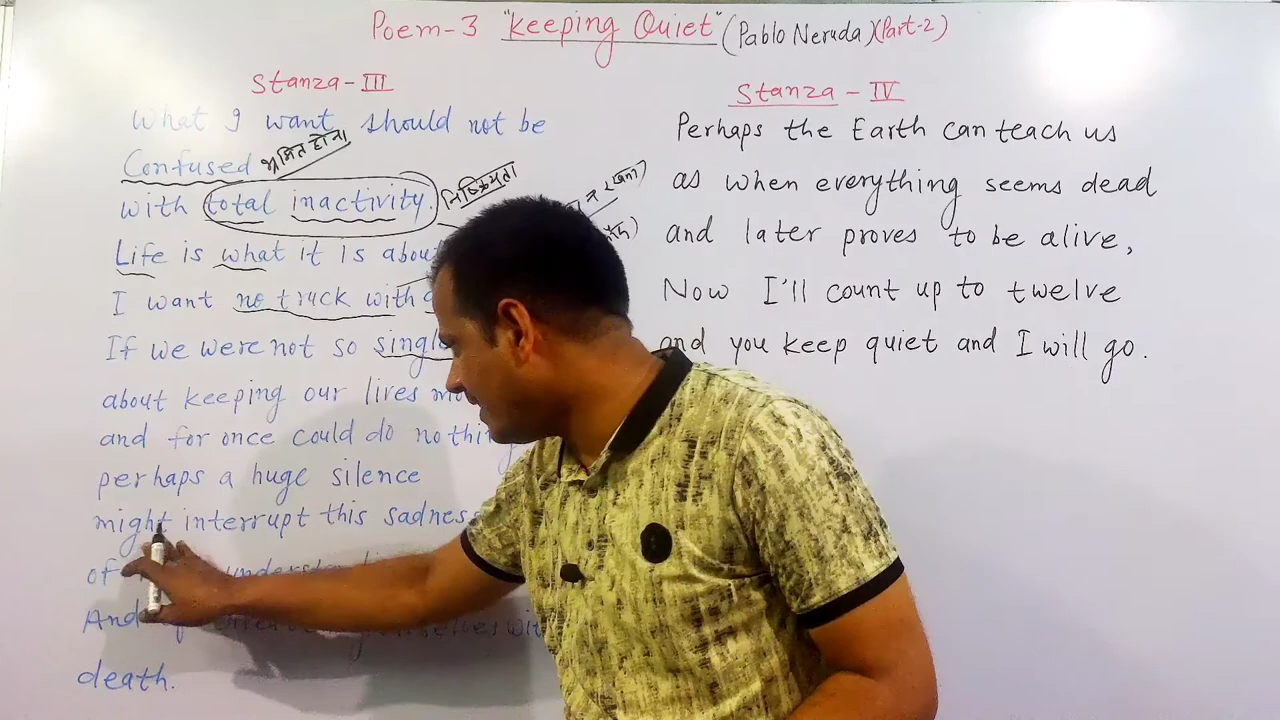 Poem-3 "Keeping Quiet" (Pablo Neruda)(Part-2)
Stanza-III
What I want should not be
Confused भ्रमित होना
with total inactivity. निष्क्रियता
Life is what it is about
I want no truck with
If we were not so
about keeping our lives
and for once could do
perhaps a huge silence
might interrupt this sadness
of
And
death.
Stanza - IV
Perhaps the Earth can teach us
as when everything seems dead
and later proves to be alive,
Now I'll count up to twelve
and you keep quiet and I will go.